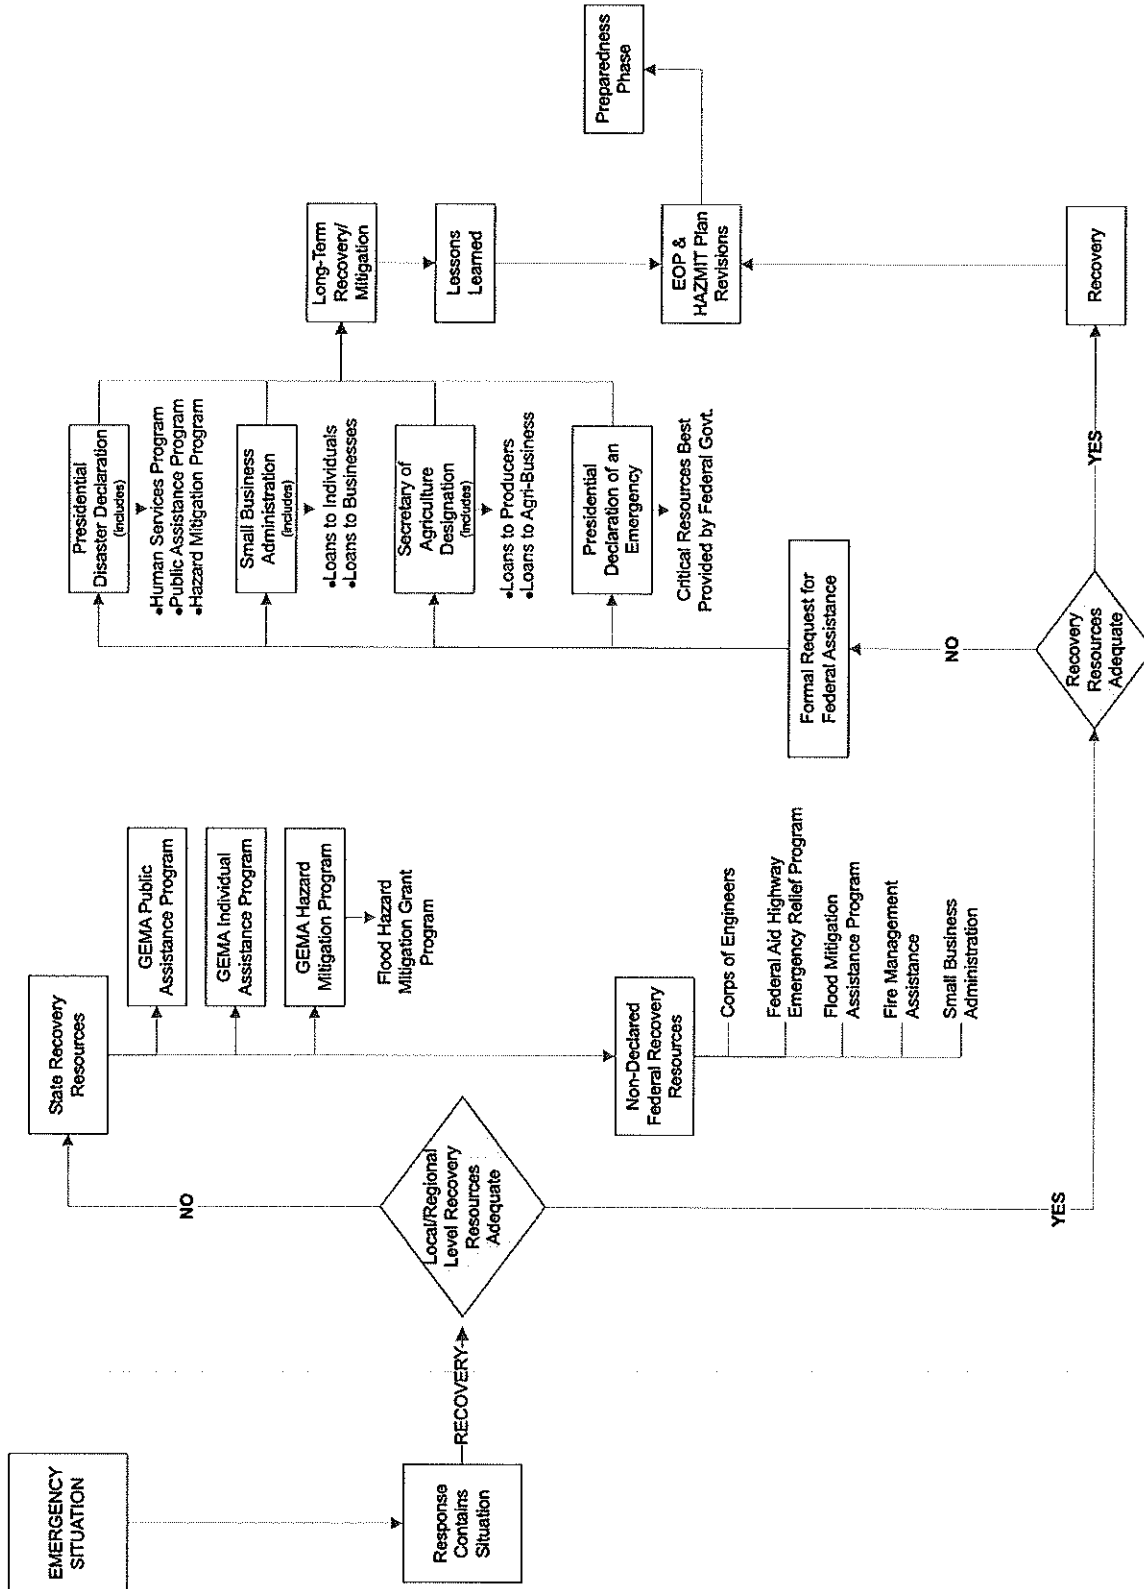 EMERGENCY
SITUATION
Response
Contains
Situation
RECOVERY
Local/Regional
Level Recovery
Resources
Adequate
NO
YES
State Recovery
Resources
GEMA Public
Assistance Program
GEMA Individual
Assistance Program
GEMA Hazard
Mitigation Program
Flood Hazard
Mitigation Grant
Program
Non-Declared
Federal Recovery
Resources
Corps of Engineers
Federal Aid Highway
Emergency Relief Program
Flood Mitigation
Assistance Program
Fire Management
Assistance
Small Business
Administration
Recovery
Resources
Adequate
NO
YES
Formal Request for
Federal Assistance
Presidential
Disaster Declaration
(includes)
•Human Services Program
•Public Assistance Program
•Hazard Mitigation Program
Small Business
Administration
(includes)
•Loans to Individuals
•Loans to Businesses
Secretary of
Agriculture
Designation
(includes)
•Loans to Producers
•Loans to Agri-Business
Presidential
Declaration of an
Emergency
Critical Resources Best
Provided by Federal Govt.
Long-Term
Recovery/
Mitigation
Lessons
Learned
EOP &
HAZMIT Plan
Revisions
Recovery
Preparedness
Phase